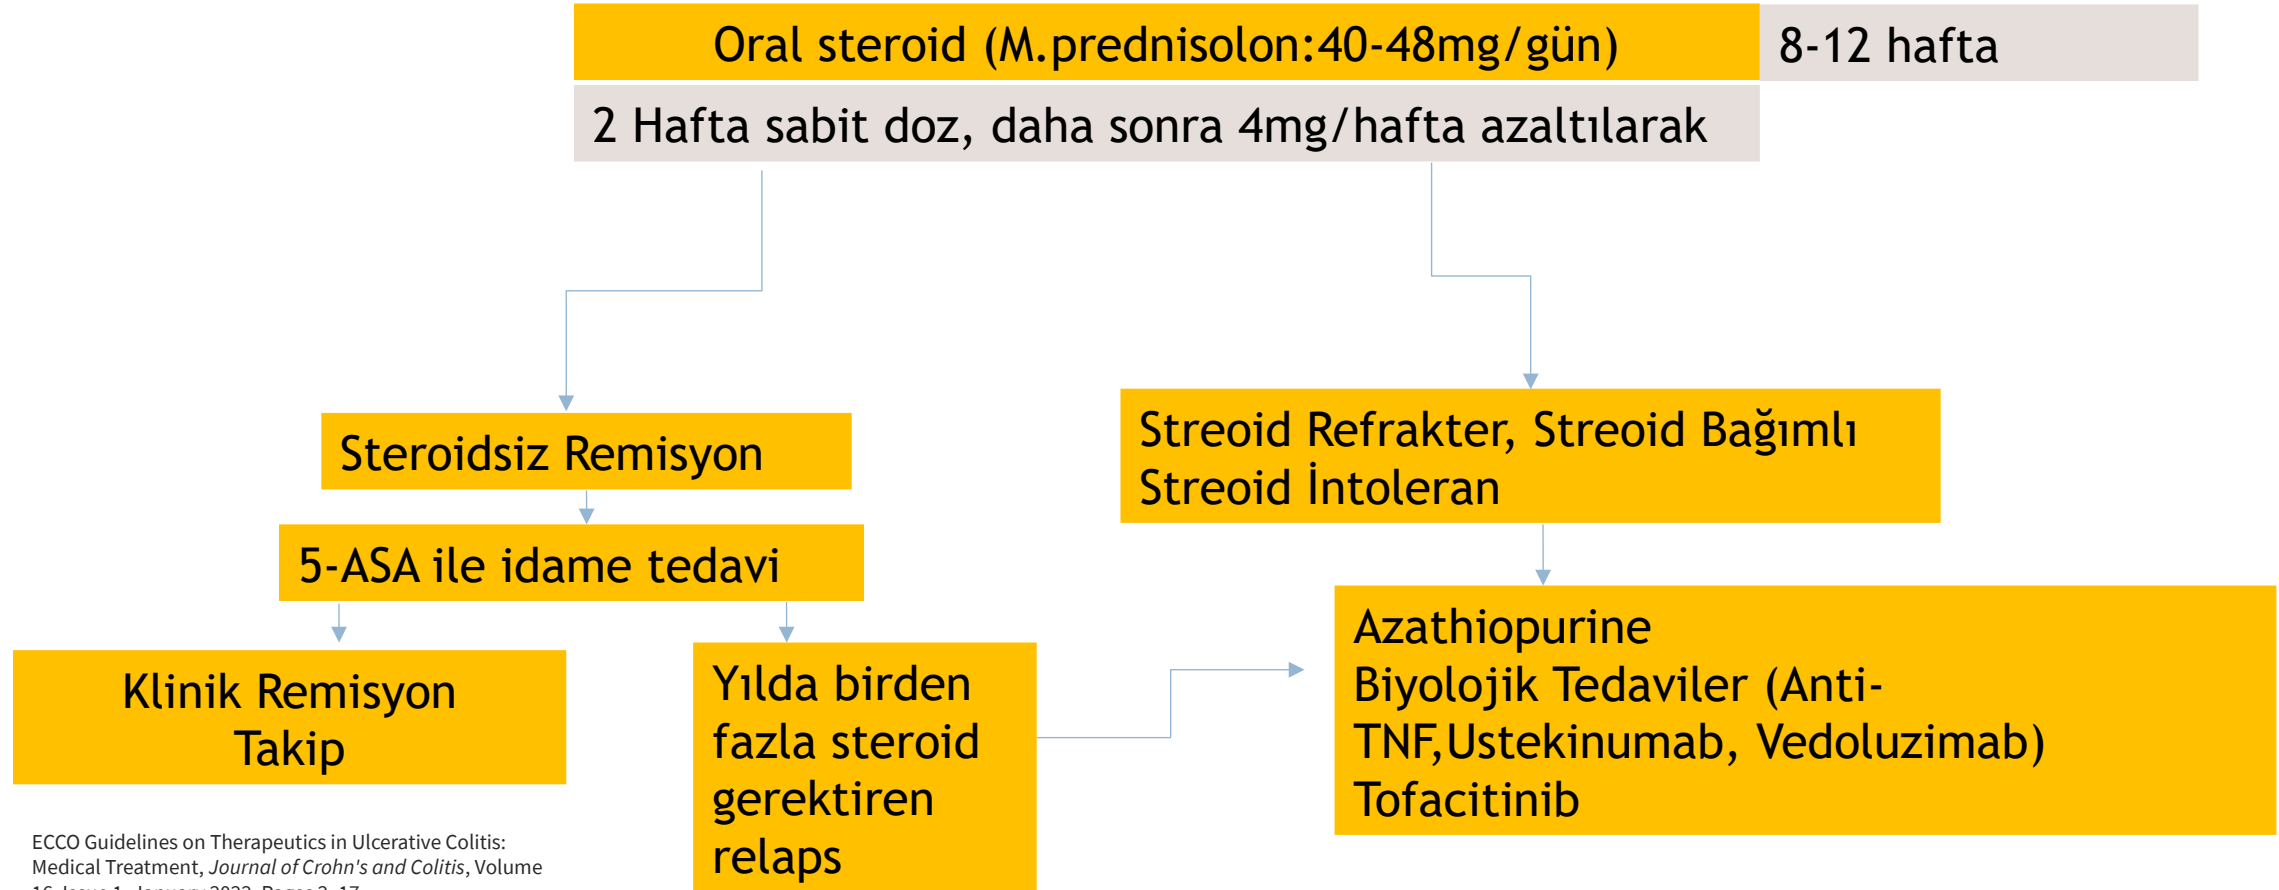 Oral steroid (M.prednisolon:40-48mg/gün)
8-12 hafta
2 Hafta sabit doz, daha sonra 4mg/hafta azaltılarak
Steroidsiz Remisyon
5-ASA ile idame tedavi
Klinik Remisyon
Takip
Yılda birden
fazla steroid
gerektiren
relaps
Streoid Refrakter, Streoid Bağımlı
Streoid İntoleran
Azathiopurine
Biyolojik Tedaviler (Anti-
TNF,Ustekinumab, Vedoluzimab)
Tofacitinib
ECCO Guidelines on Therapeutics in Ulcerative Colitis:
Medical Treatment, Journal of Crohn's and Colitis, Volume